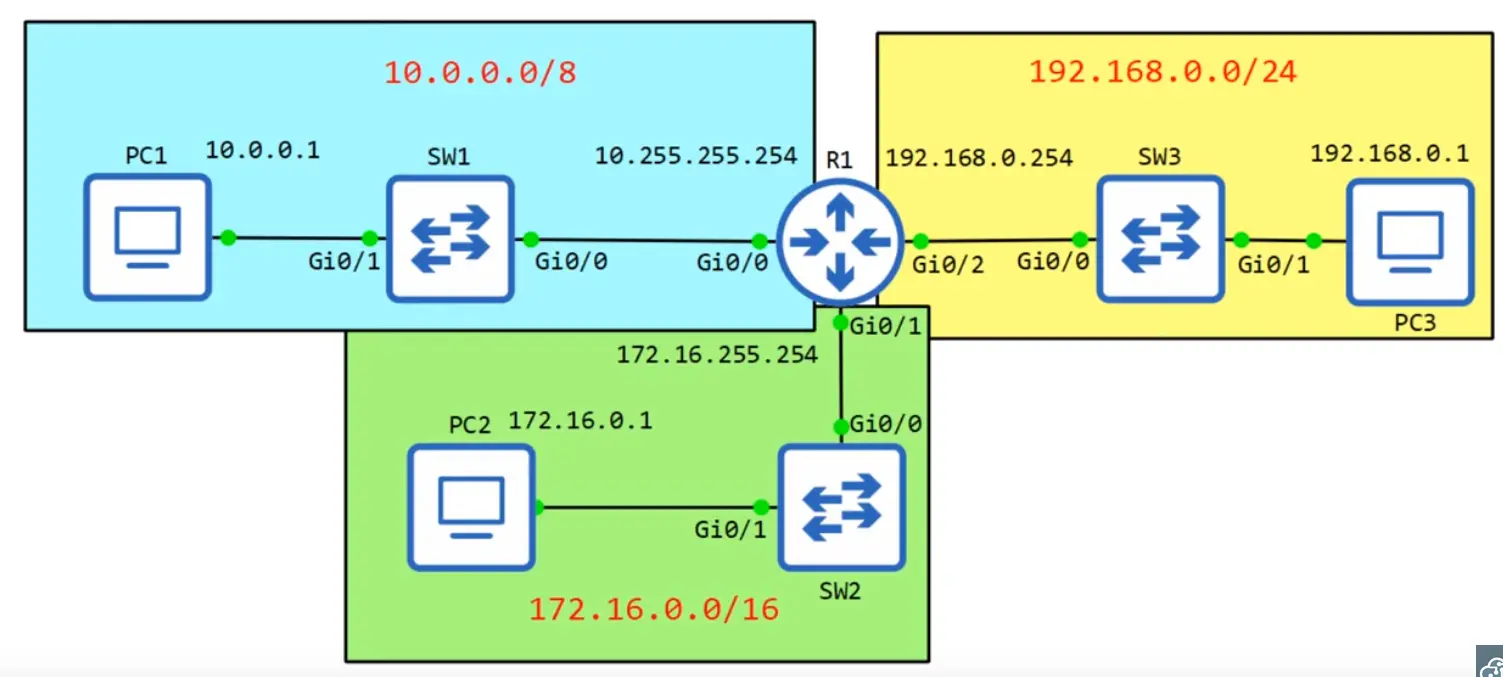 10.0.0.0/8
192.168.0.0/24
PC1
10.0.0.1
SW1
10.255.255.254
R1
192.168.0.254
SW3
192.168.0.1
Gi0/1
Gi0/0
Gi0/0
Gi0/2
Gi0/0
Gi0/1
PC3
Gi0/1
172.16.255.254
PC2
172.16.0.1
Gi0/0
Gi0/1
SW2
172.16.0.0/16